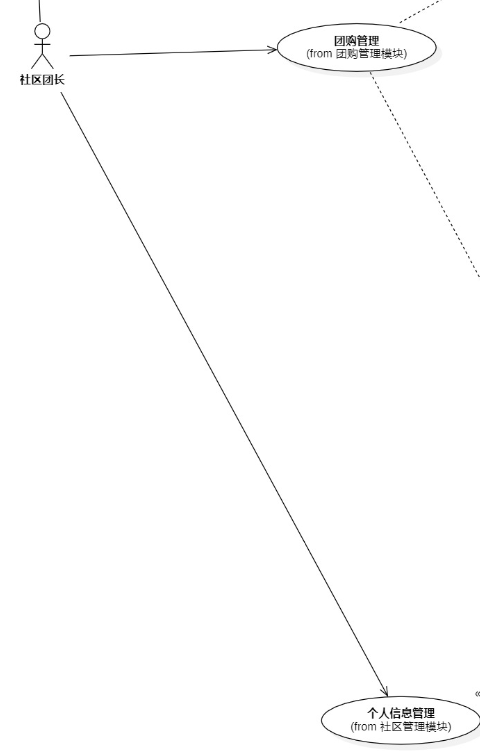 团购管理
(from 团购管理模块)
社区团长
«
个人信息管理
(from 社区管理模块)